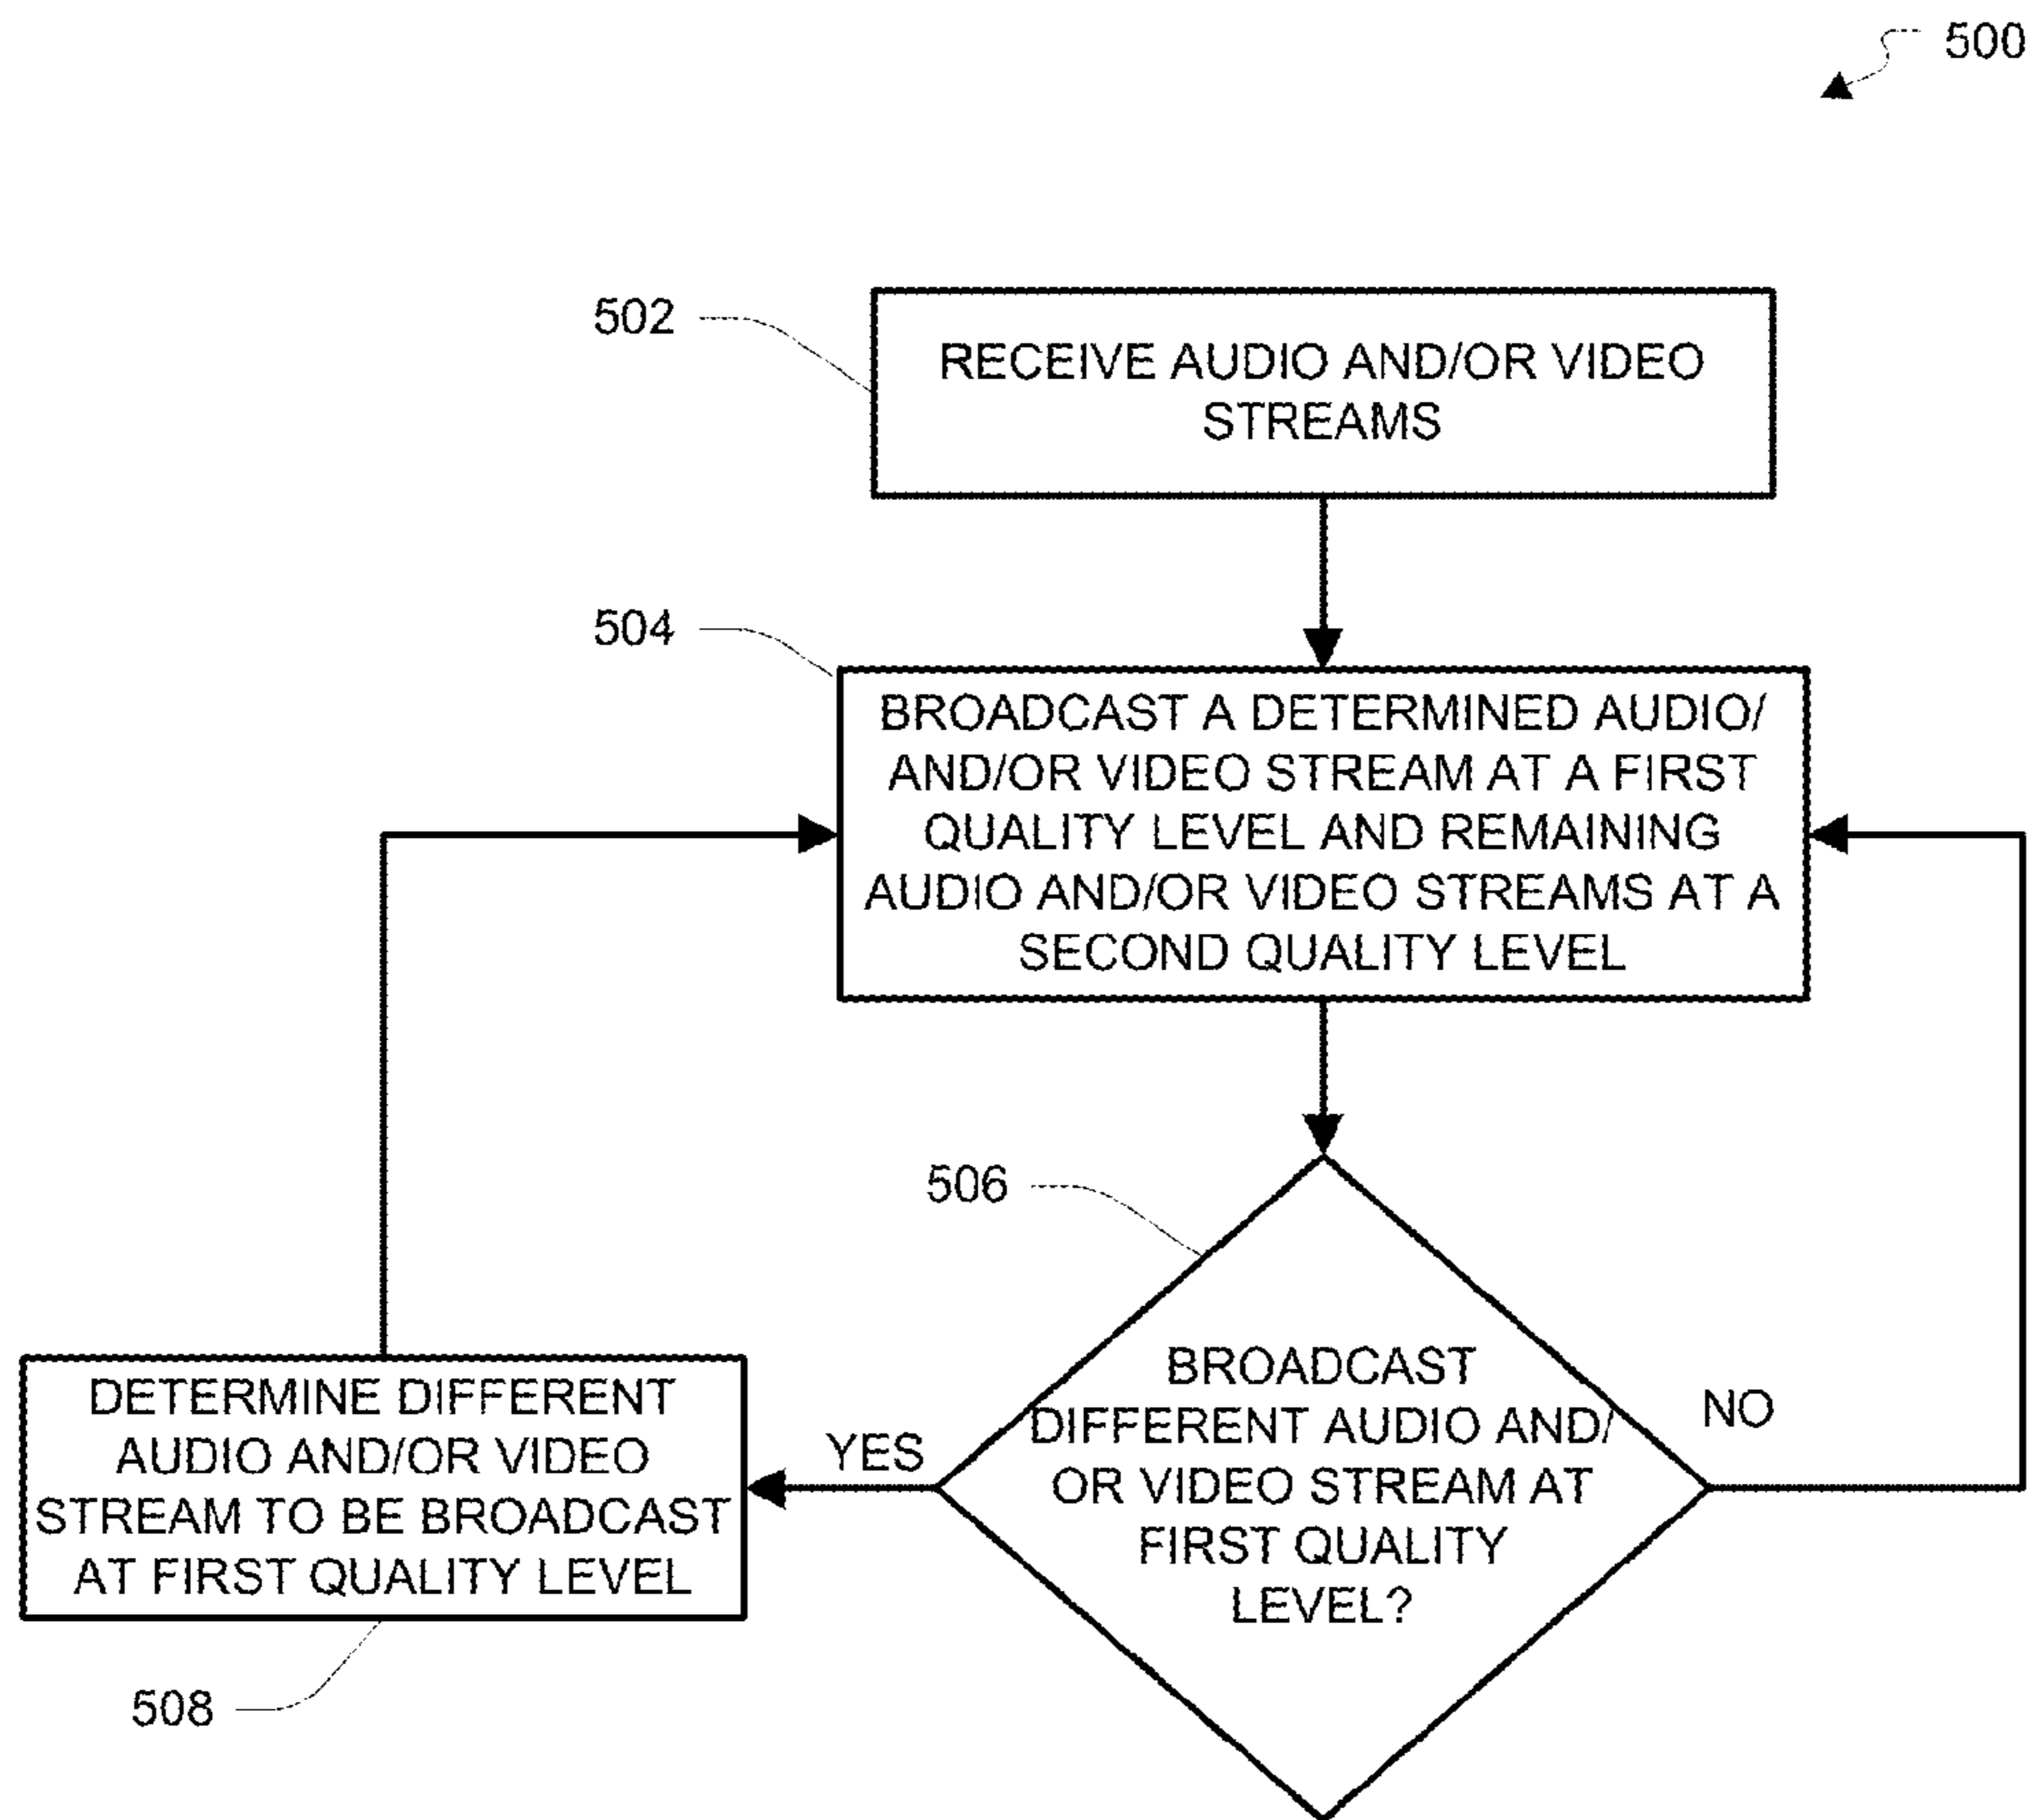 500
502
RECEIVE AUDIO AND/OR VIDEO
STREAMS
504
BROADCAST A DETERMINED AUDIO/
AND/OR VIDEO STREAM AT A FIRST
QUALITY LEVEL AND REMAINING
AUDIO AND/OR VIDEO STREAMS AT A
SECOND QUALITY LEVEL
506
BROADCAST
DIFFERENT AUDIO AND/
OR VIDEO STREAM AT
FIRST QUALITY
LEVEL?
NO
YES
DETERMINE DIFFERENT
AUDIO AND/OR VIDEO
STREAM TO BE BROADCAST
AT FIRST QUALITY LEVEL
508